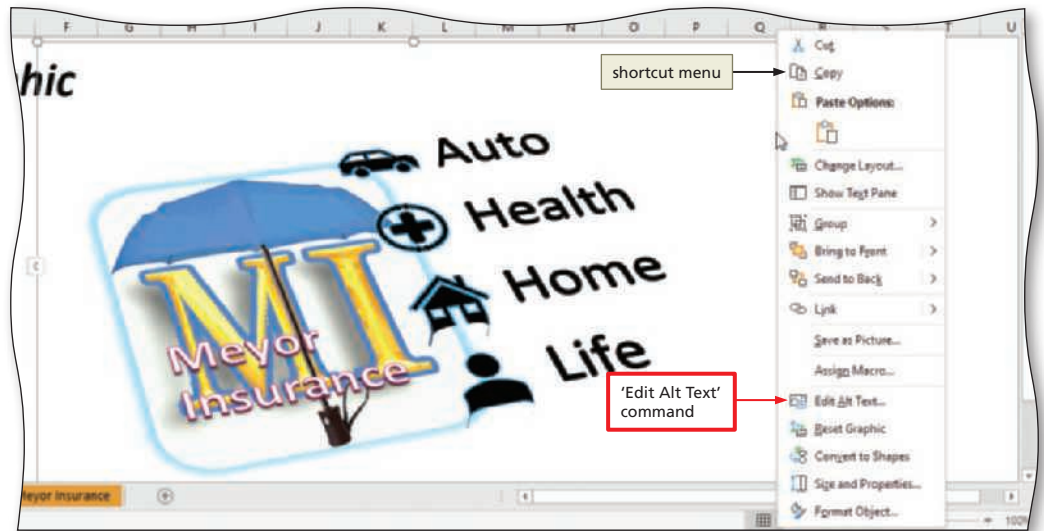 F G H I J K L M N O P Q R S T U
hic
shortcut menu
Cut
Copy
Paste Options:
Auto
Change Layout...
Show Text Pane
Health
Group
Bring to Front
MI
Home
Send to Back
Link
Meyor
Insurance
Life
Save as Picture...
Assign Macro...
'Edit Alt Text'
command
Edit Alt Text...
Reset Graphic
Convert to Shapes
Size and Properties...
Meyor Insurance
Format Object...
100%